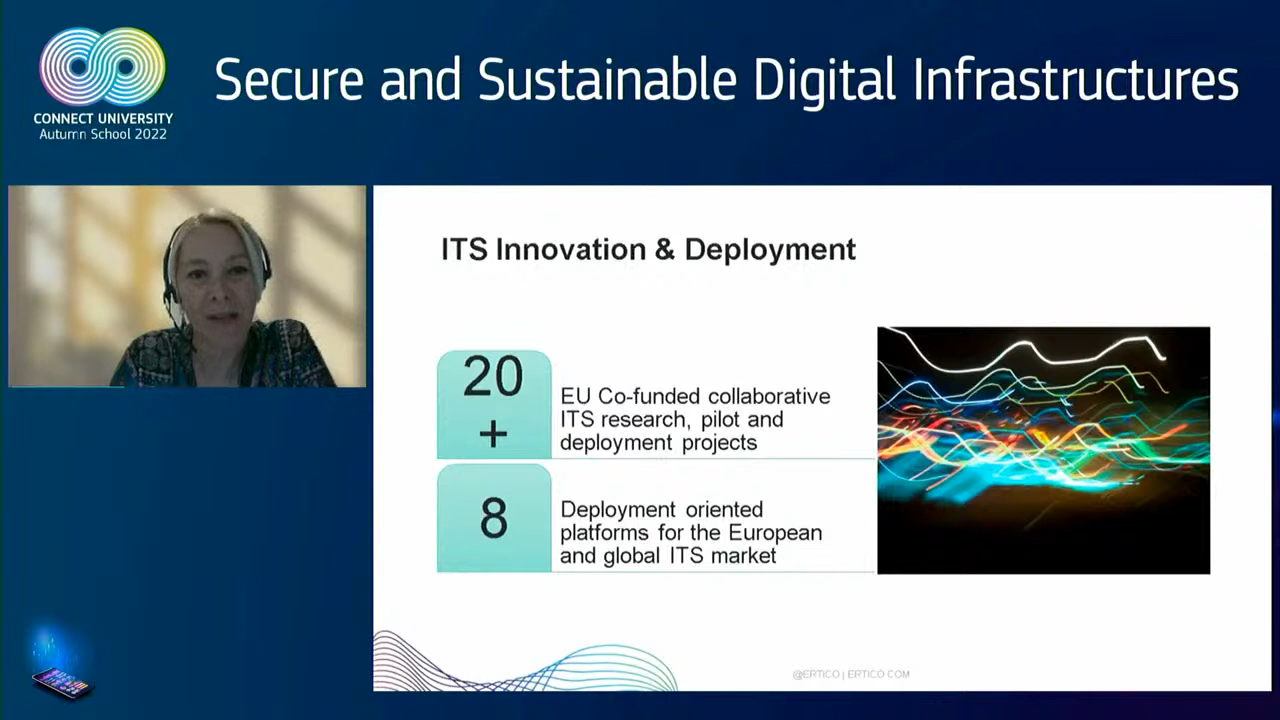 Secure and Sustainable Digital Infrastructures
CONNECT UNIVERSITY
Autumn School 2022
ITS Innovation & Deployment
20
+
EU Co-funded collaborative
ITS research, pilot and
deployment projects
8
Deployment oriented
platforms for the European
and global ITS market
@ERTICO | ERTICO.COM